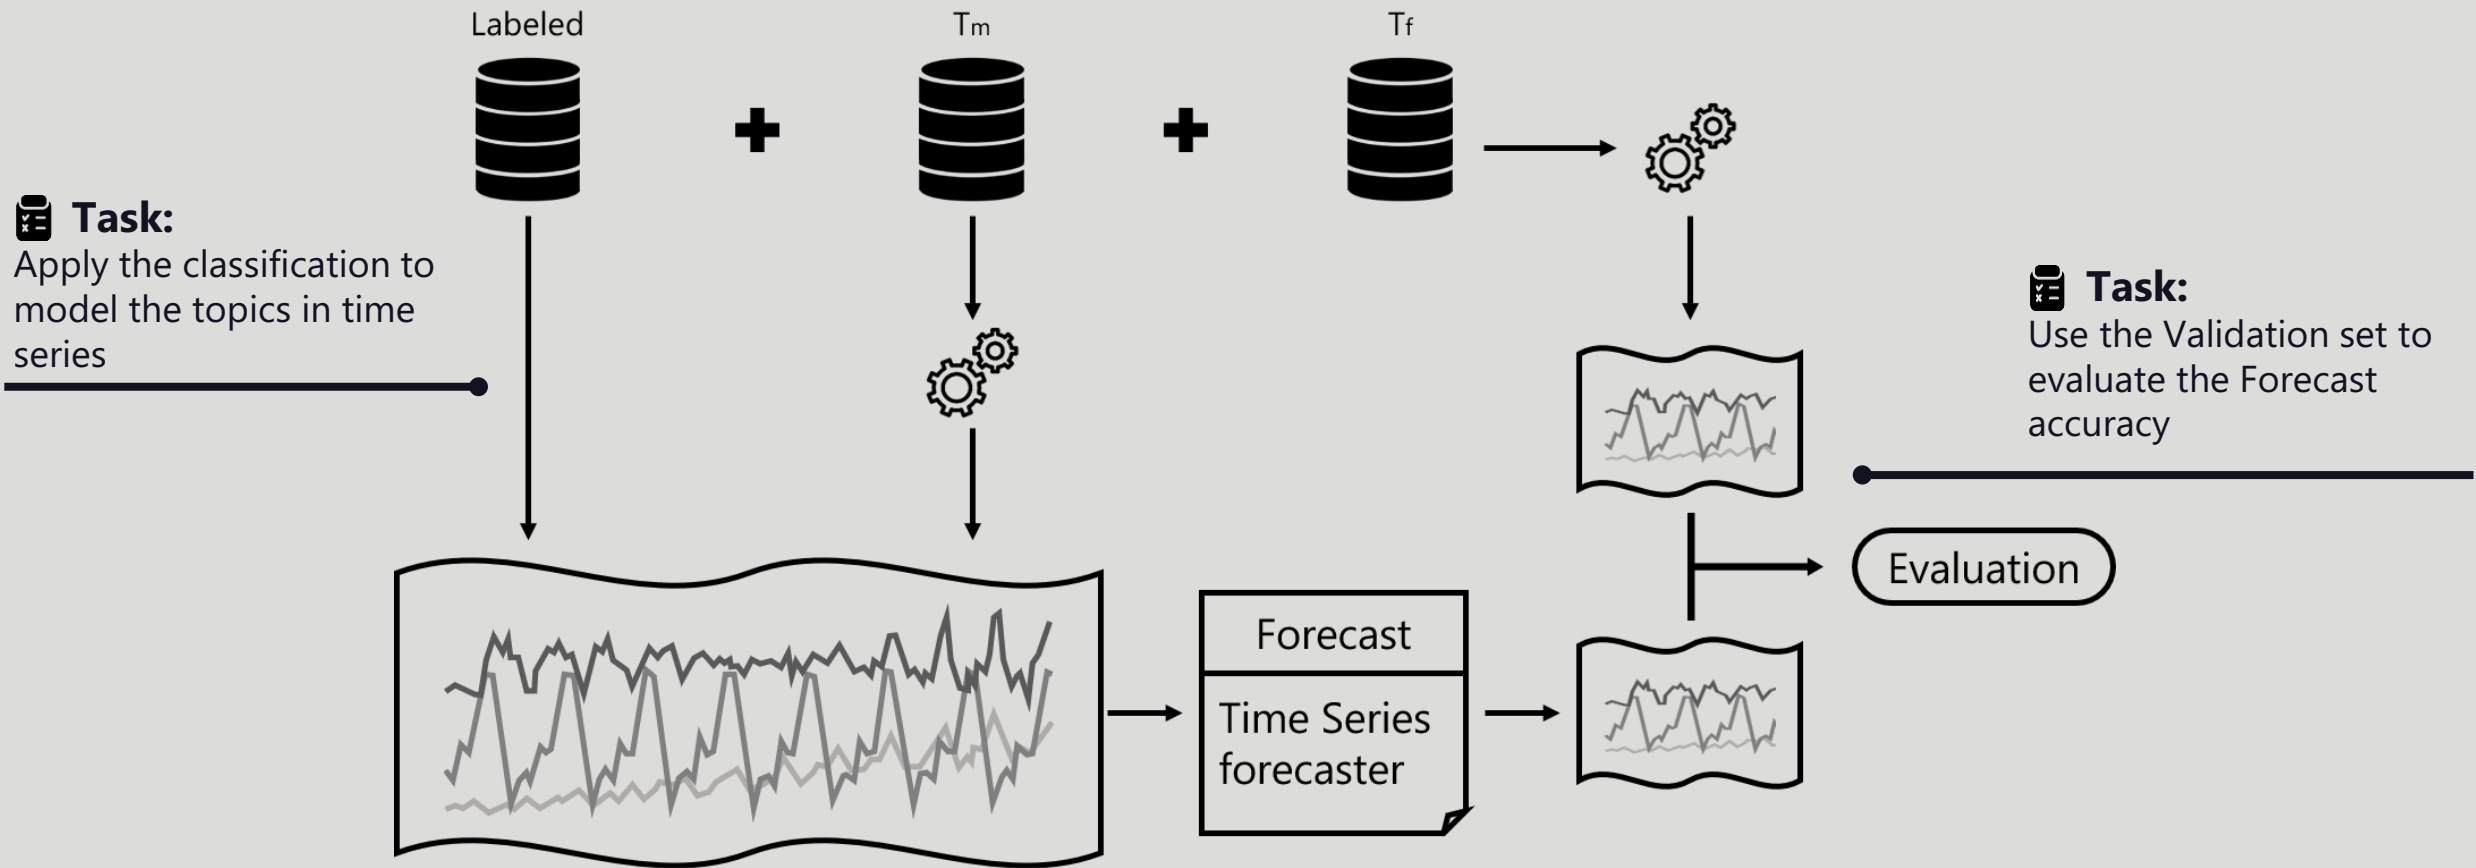 Labeled
Tm
Tf
Task:
Apply the classification to
model the topics in time
series
Task:
Use the Validation set to
evaluate the Forecast
accuracy
Evaluation
Forecast
Time Series
forecaster